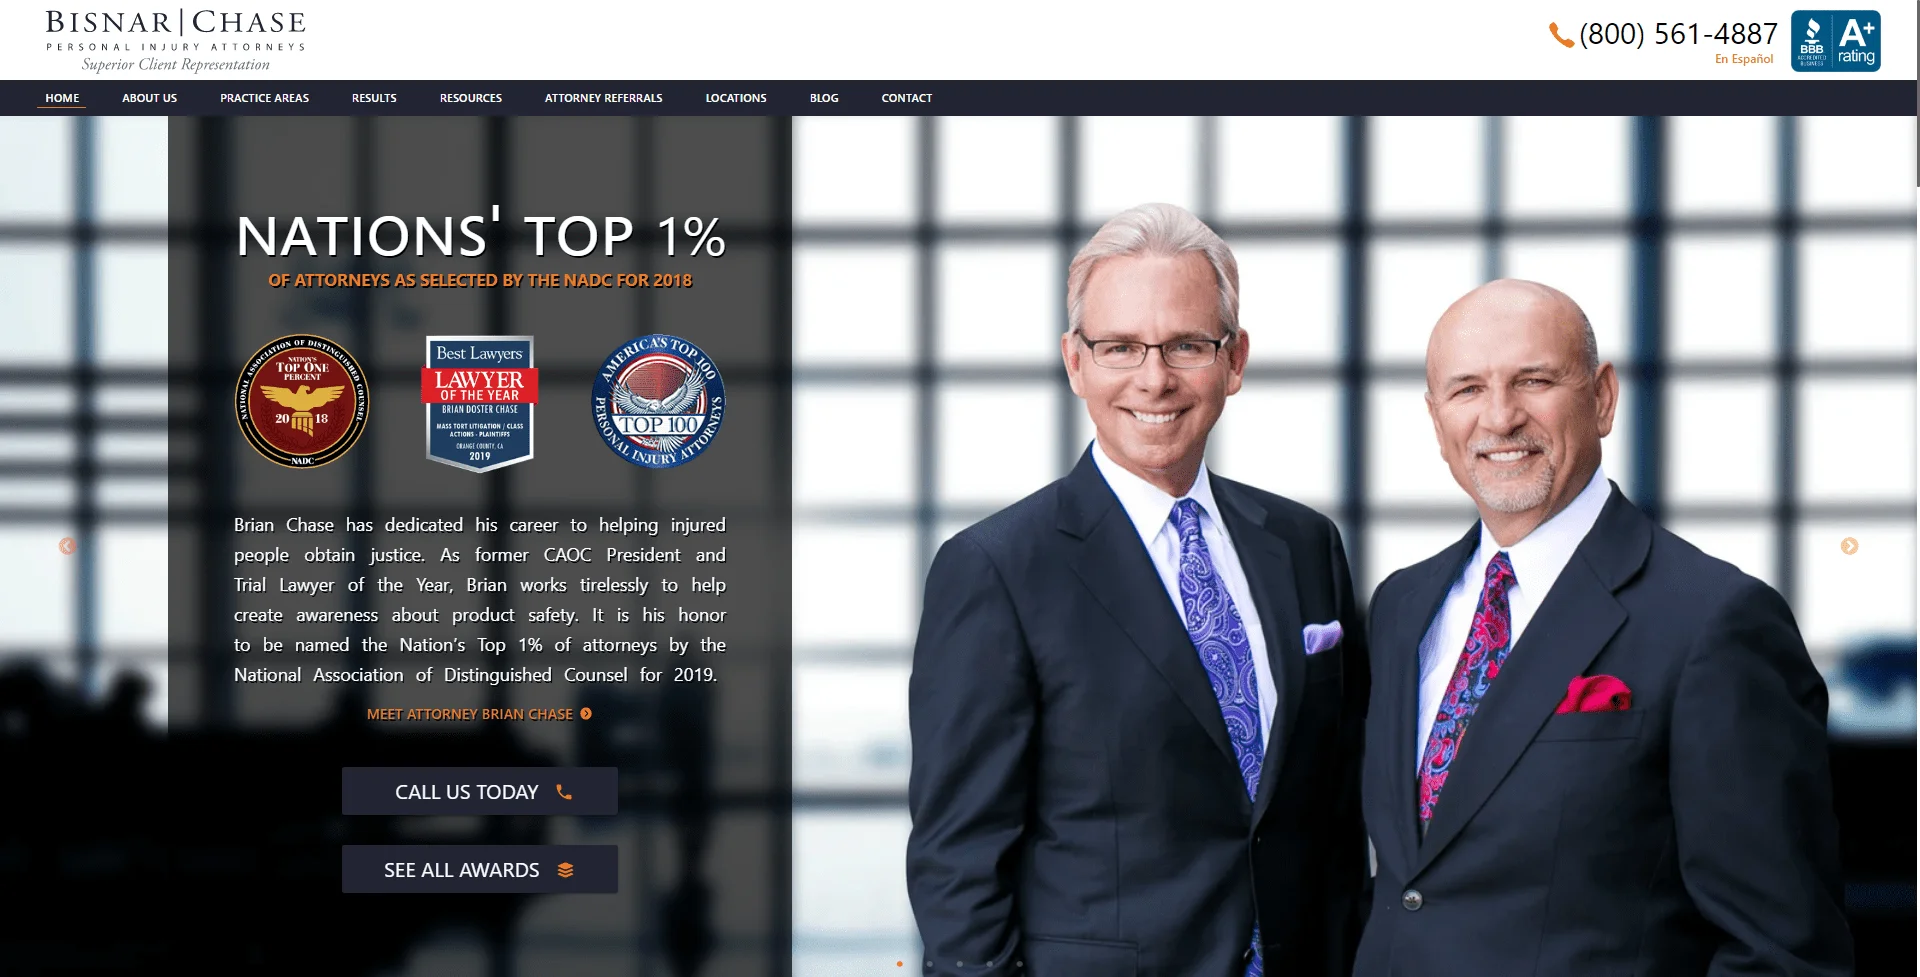 BISNAR|CHASE
PERSONAL INJURY ATTORNEYS
Superior Client Representation
(800) 561-4887
En Español
BBB
ACCREDITED
BUSINESS
A+
rating
HOME ABOUT US PRACTICE AREAS RESULTS RESOURCES ATTORNEY REFERRALS LOCATIONS BLOG CONTACT
NATIONS' TOP 1%
OF ATTORNEYS AS SELECTED BY THE NADC FOR 2018
NATIONAL ASSOCIATION OF DISTINGUISHED COUNSEL
NATION'S
TOP ONE
PERCENT
20 18
NADC
Best Lawyers
LAWYER
OF THE YEAR
BRIAN DOSTER CHASE
MASS TORT LITIGATION / CLASS
ACTIONS - PLAINTIFFS
ORANGE COUNTY, CA
2019
AMERICA'S TOP 100
TOP 100
PERSONAL INJURY ATTORNEYS
Brian Chase has dedicated his career to helping injured
people obtain justice. As former CAOC President and
Trial Lawyer of the Year, Brian works tirelessly to help
create awareness about product safety. It is his honor
to be named the Nation’s Top 1% of attorneys by the
National Association of Distinguished Counsel for 2019.
MEET ATTORNEY BRIAN CHASE
CALL US TODAY
SEE ALL AWARDS